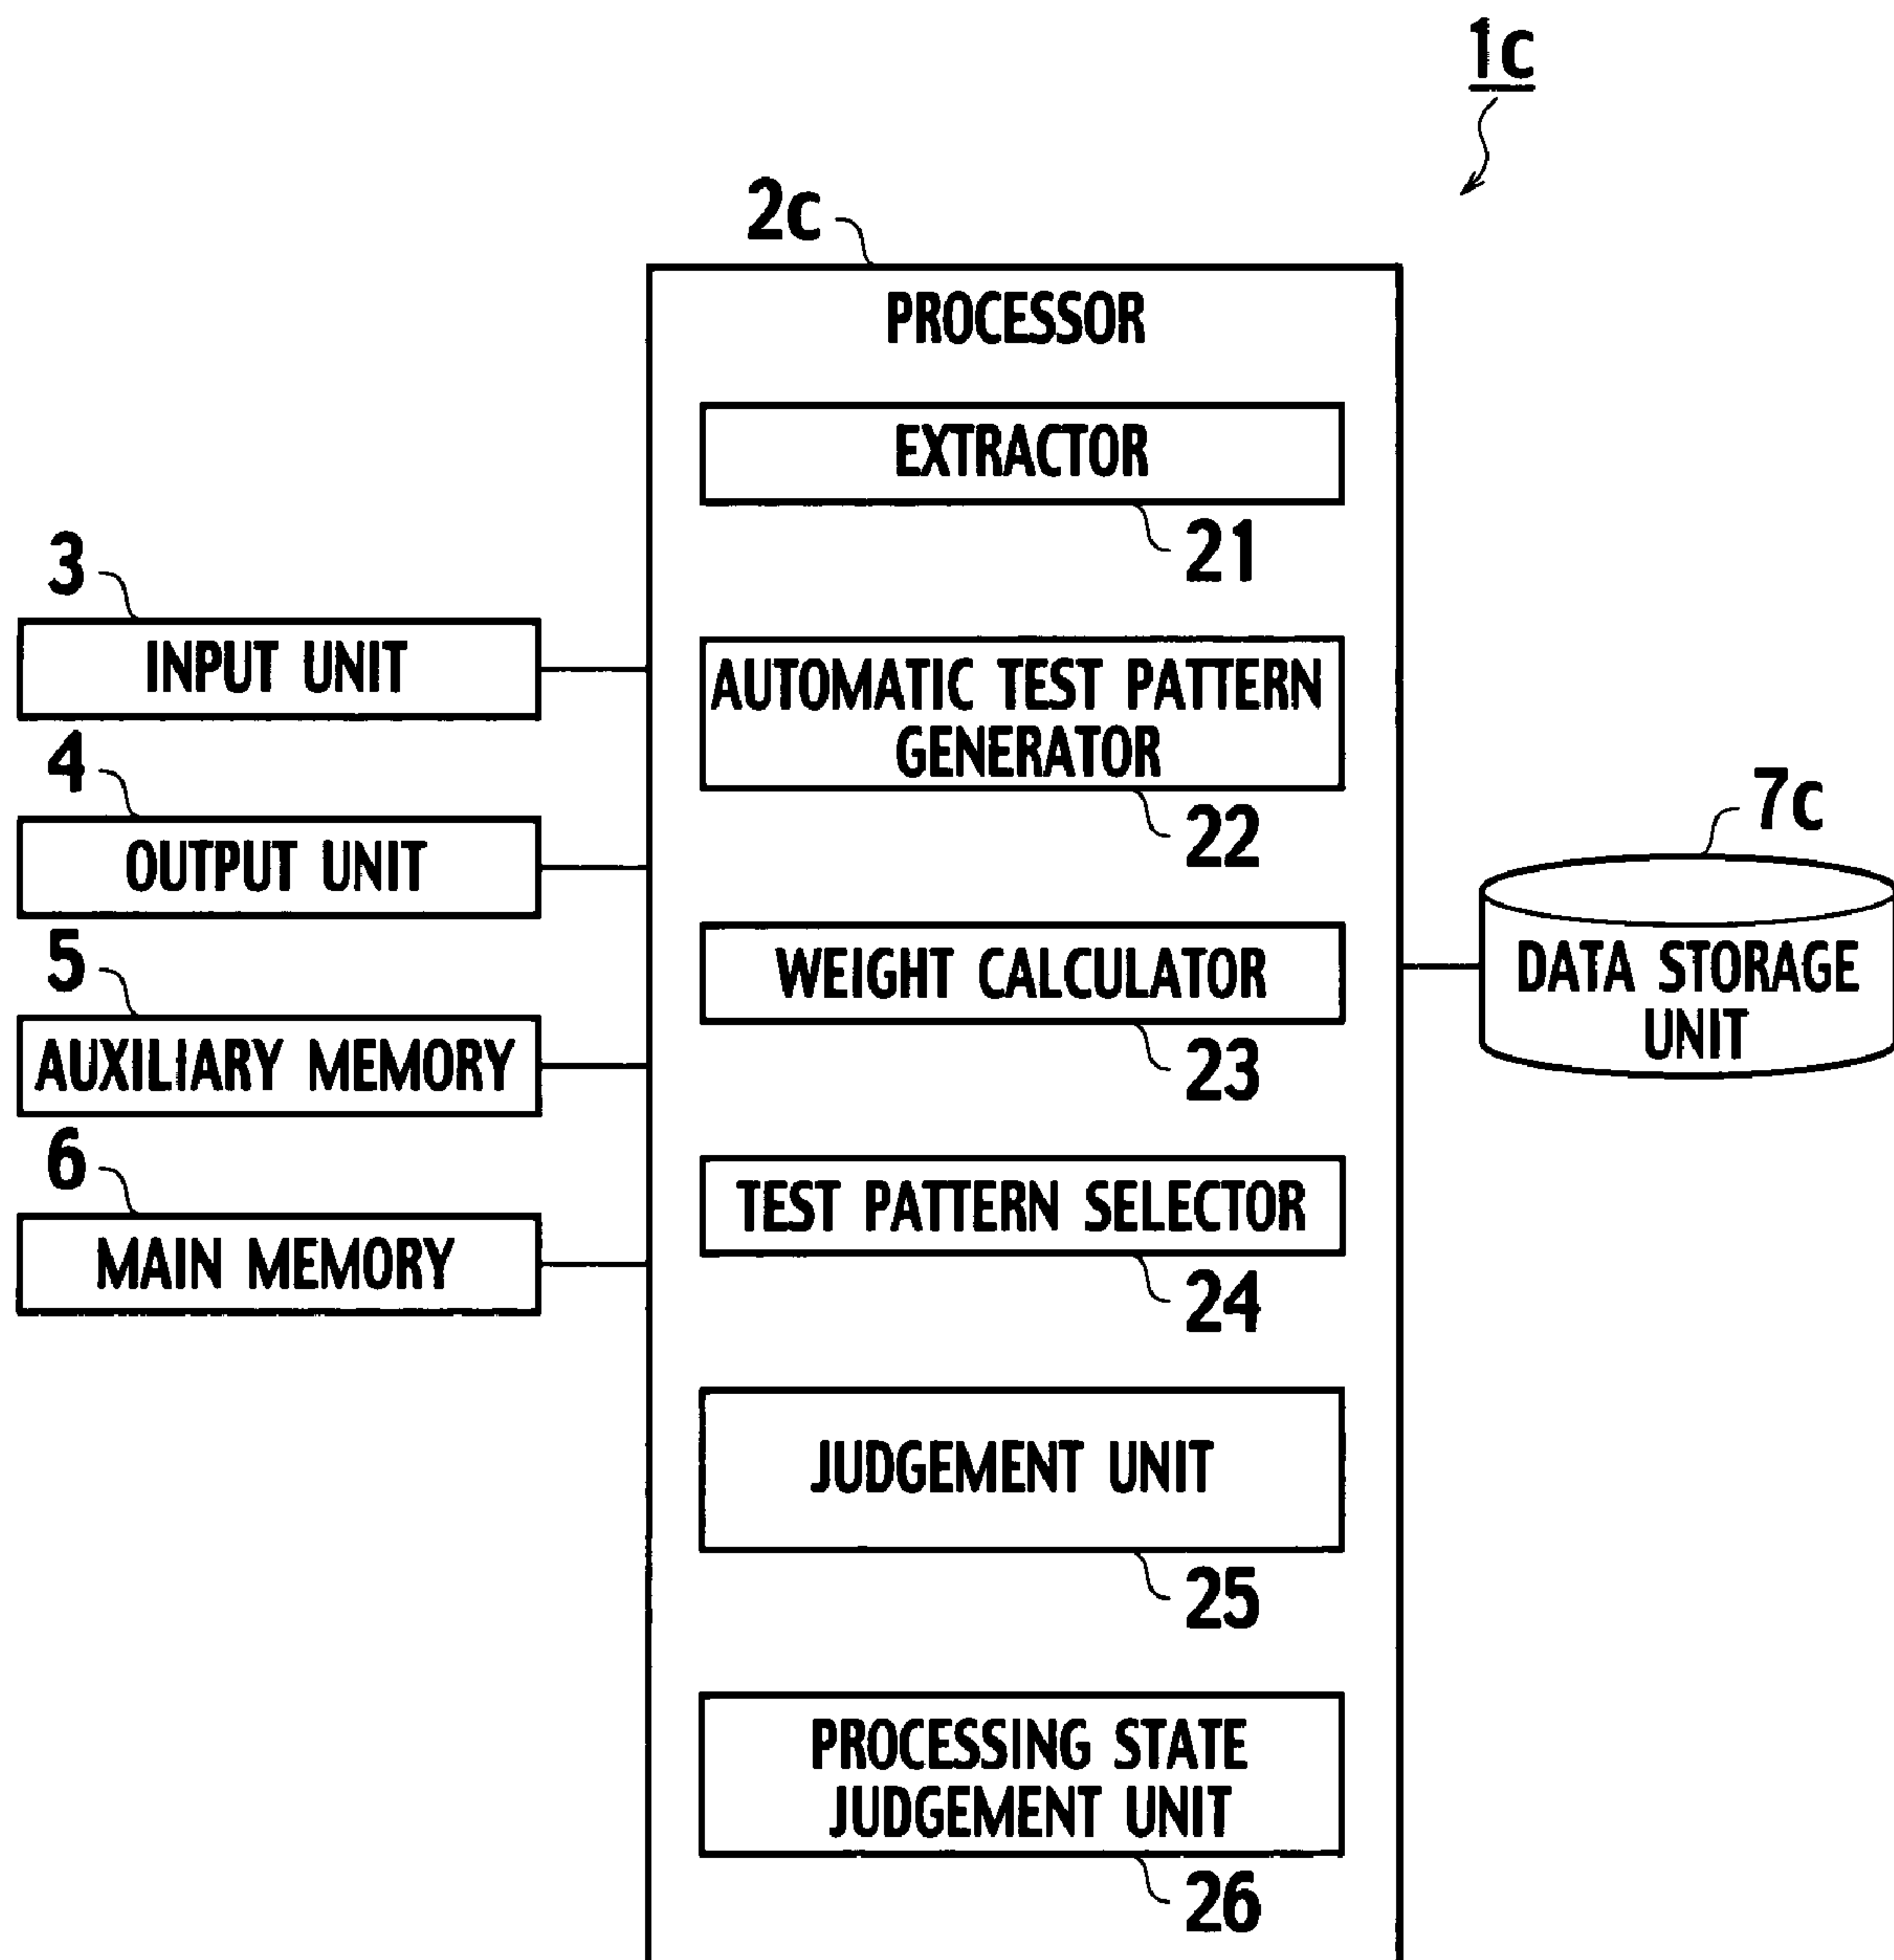 1c
2c
PROCESSOR
EXTRACTOR
21
3
INPUT UNIT
AUTOMATIC TEST PATTERN
GENERATOR
22
4
OUTPUT UNIT
7c
DATA STORAGE
UNIT
5
AUXILIARY MEMORY
WEIGHT CALCULATOR
23
6
MAIN MEMORY
TEST PATTERN SELECTOR
24
JUDGEMENT UNIT
25
PROCESSING STATE
JUDGEMENT UNIT
26